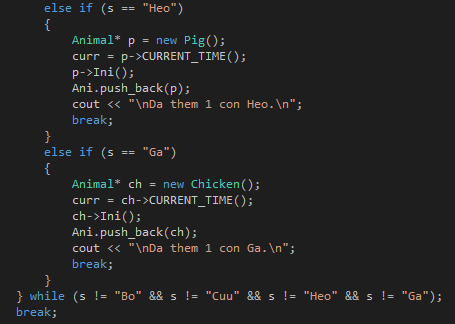 else if (s == "Heo")
{
Animal* p = new Pig();
curr = p->CURRENT_TIME();
p->Ini();
Ani.push_back(p);
cout << "\nDa them 1 con Heo.\n";
break;
}
else if (s == "Ga")
{
Animal* ch = new Chicken();
curr = ch->CURRENT_TIME();
ch->Ini();
Ani.push_back(ch);
cout << "\nDa them 1 con Ga.\n";
break;
}
} while (s != "Bo" && s != "Cuu" && s != "Heo" && s != "Ga");
break;